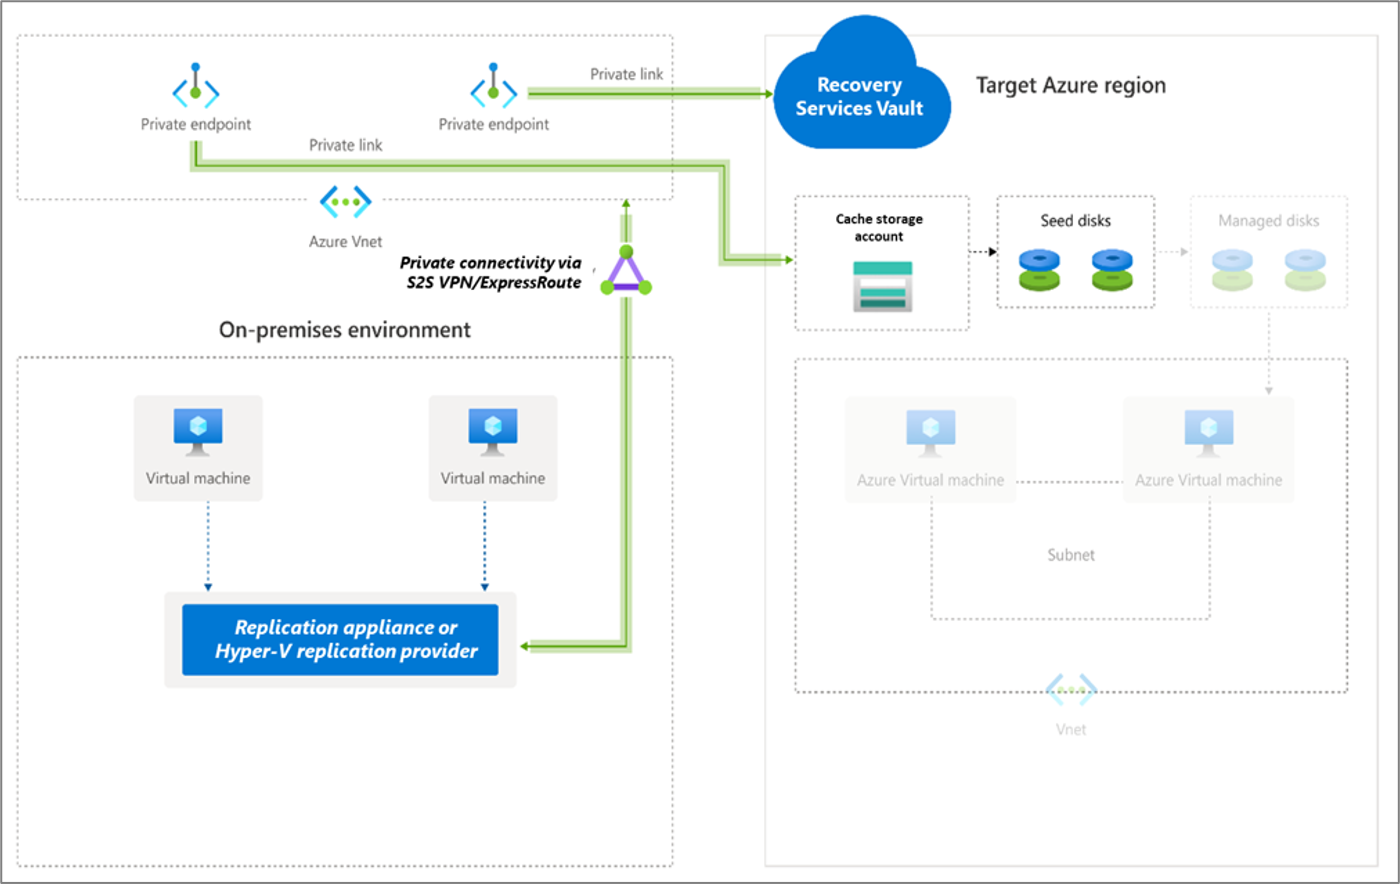 Private link
Recovery
Services Vault
Target Azure region
Private endpoint
Private endpoint
Private link
Azure Vnet
Private connectivity via
S2S VPN/ExpressRoute
Cache storage
account
Seed disks
Managed disks
On-premises environment
Virtual machine
Virtual machine
Azure Virtual machine
Azure Virtual machine
Subnet
Replication appliance or
Hyper-V replication provider
Vnet